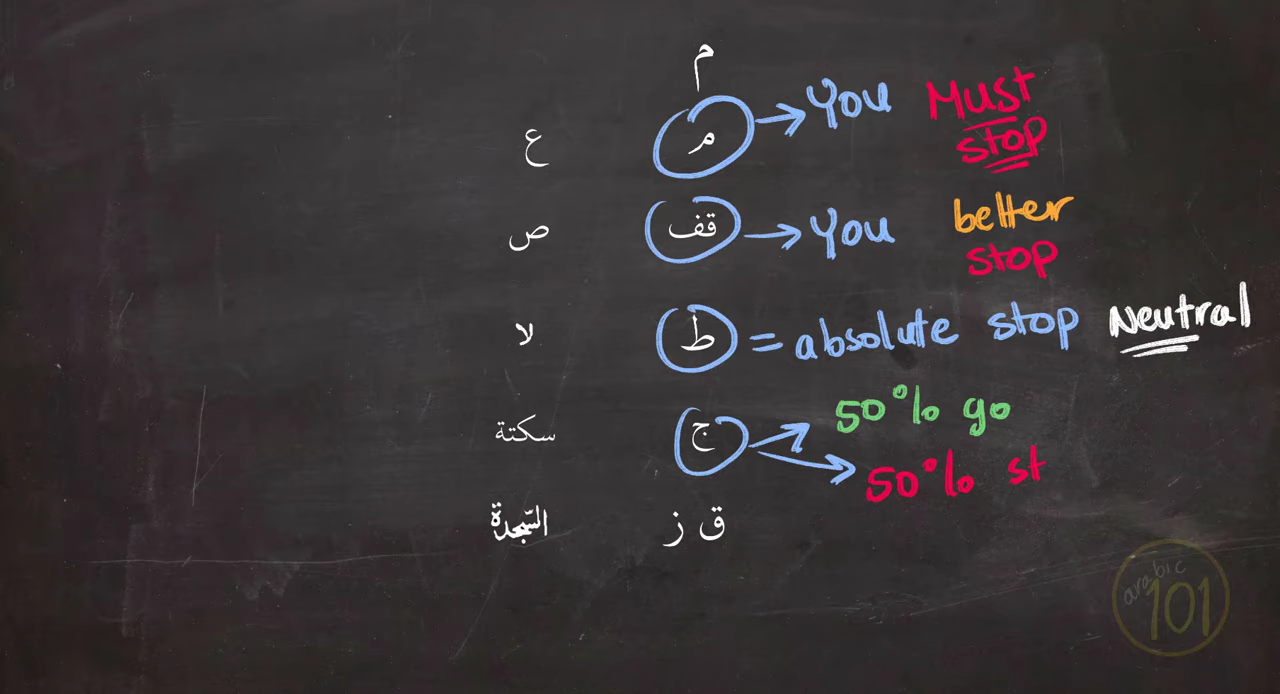 م
ع م → You Must
stop
ص قف → You better
stop
لا ط = absolute stop Neutral
سكتة ج 50% go
50% st
السّجدة ق ز
arabic
101